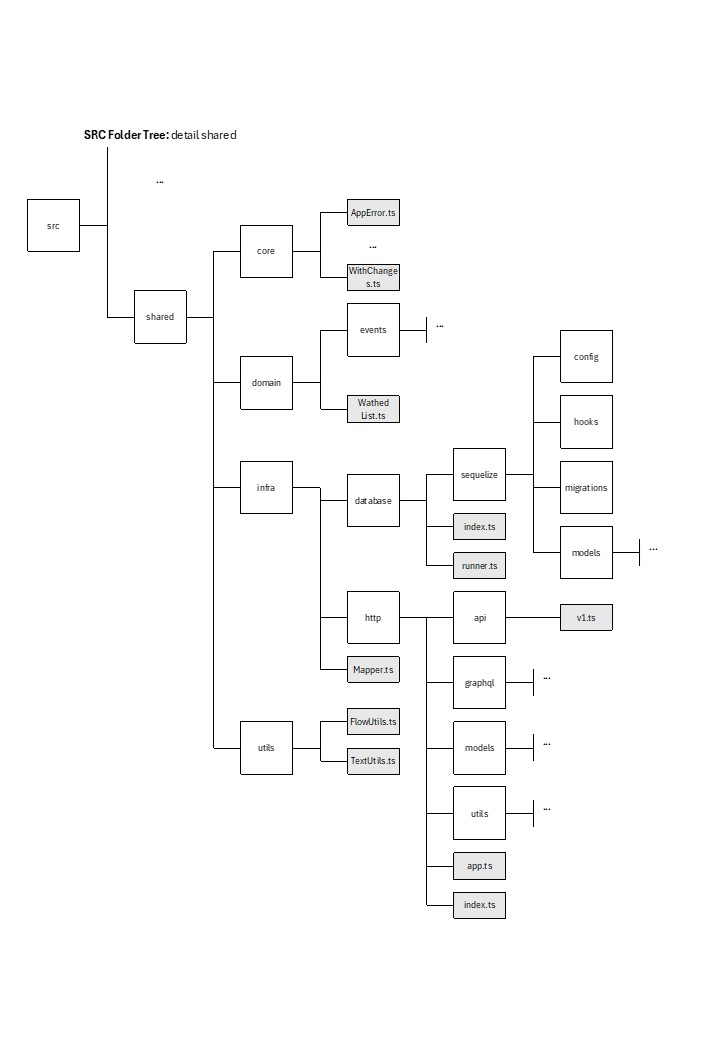 SRC Folder Tree: detail shared
...
src
AppError.ts
core
...
WithChange
s.ts
shared
events
...
config
domain
Wathed
List.ts
hooks
sequelize
infra
migrations
database
index.ts
models
...
runner.ts
http
api
v1.ts
Mapper.ts
graphql
...
FlowUtils.ts
utils
models
...
TextUtils.ts
utils
...
app.ts
index.ts